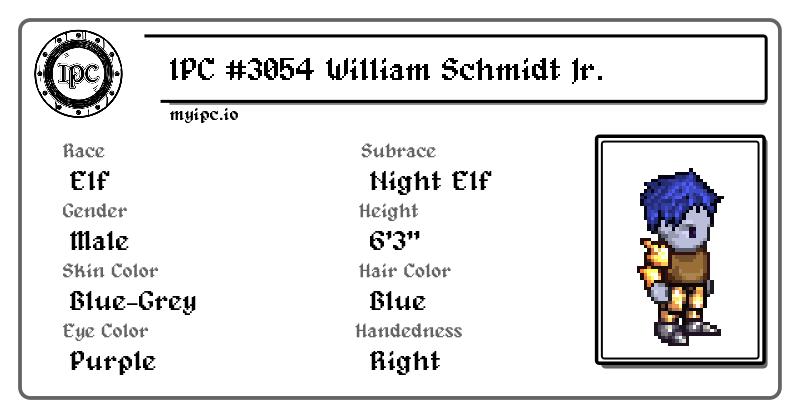 IPC
IPC #3054 William Schmidt Jr.
myipc.io
Race
Elf
Subrace
Night Elf
Gender
Male
Height
6'3"
Skin Color
Blue-Grey
Hair Color
Blue
Eye Color
Purple
Handedness
Right